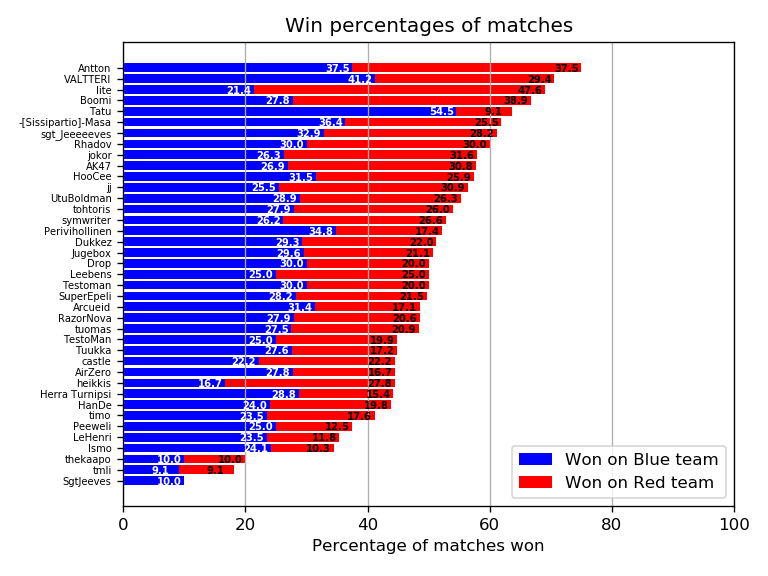 Win percentages of matches
Antton 37.5 37.5
VALTTERI 41.2 29.4
lite 21.4 47.6
Boomi 27.8 38.9
Tatu 54.5 9.1
-[Sissipartio]-Masa 36.4 25.5
sgt_Jeeeeeves 32.9 28.2
Rhadov 30.0 30.0
jokor 26.3 31.6
AK47 26.9 30.8
HooCee 31.5 25.9
jj 25.5 30.9
UtuBoldman 28.9 26.3
tohtoris 27.9 26.0
symwriter 26.2 26.6
Perivihollinen 34.8 17.4
Dukkez 29.3 22.0
Jugebox 29.6 21.1
Drop 30.0 20.0
Leebens 25.0 25.0
Testoman 30.0 20.0
SuperEpeli 28.2 21.5
Arcueid 31.4 17.1
RazorNova 27.9 20.6
tuomas 27.5 20.9
TestoMan 25.0 19.9
Tuukka 27.6 17.2
castle 22.2 22.2
AirZero 27.8 16.7
heikkis 16.7 27.8
Herra Turnipsi 28.8 15.4
HanDe 24.0 19.8
timo 23.5 17.6
Peeweli 25.0 12.5
LeHenri 23.5 11.8
Ismo 24.1 10.3
thekaapo 10.0 10.0
tmli 9.1 9.1
SgtJeeves 10.0
Won on Blue team
Won on Red team
0 20 40 60 80 100
Percentage of matches won